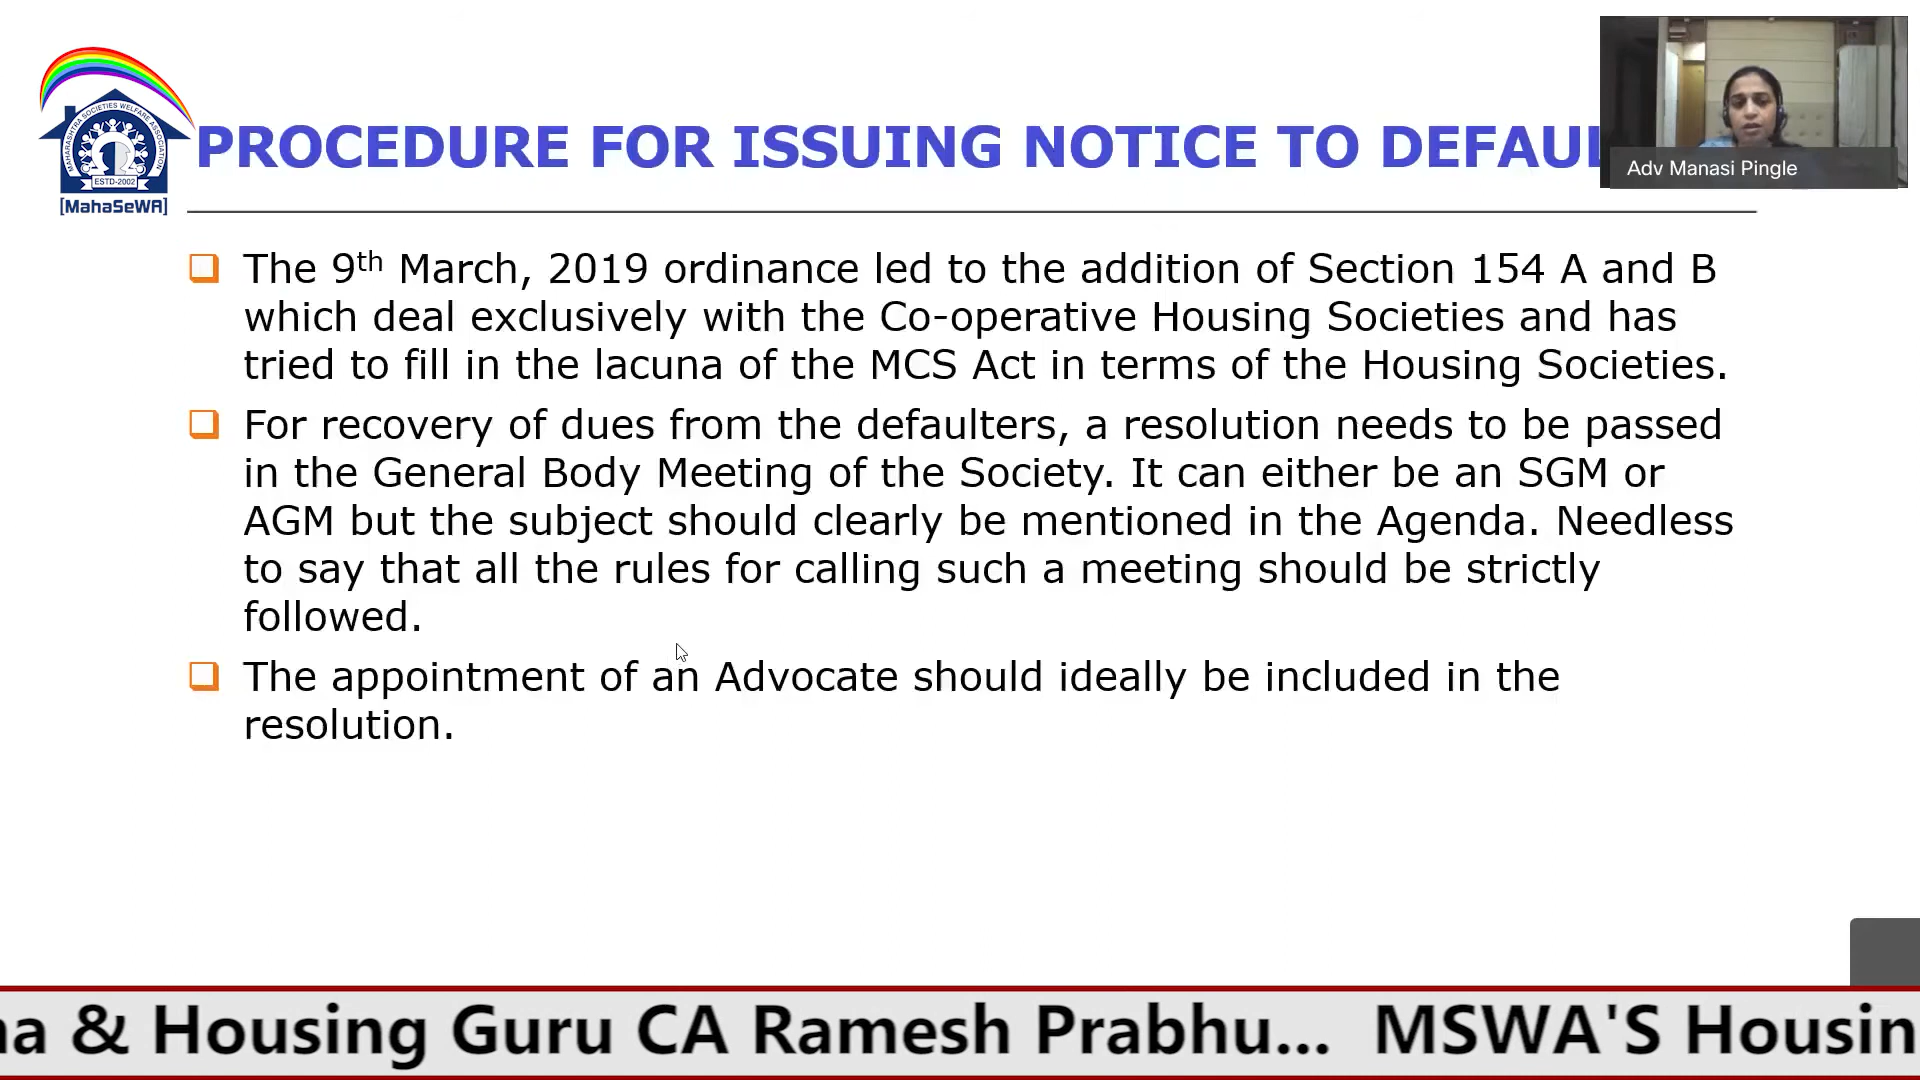 MAHARASHTRA SOCIETIES WELFARE ASSOCIATION
ESTD-2002
[MahaSeWA]
PROCEDURE FOR ISSUING NOTICE TO DEFAUL
Adv Manasi Pingle
The 9th March, 2019 ordinance led to the addition of Section 154 A and B
which deal exclusively with the Co-operative Housing Societies and has
tried to fill in the lacuna of the MCS Act in terms of the Housing Societies.
For recovery of dues from the defaulters, a resolution needs to be passed
in the General Body Meeting of the Society. It can either be an SGM or
AGM but the subject should clearly be mentioned in the Agenda. Needless
to say that all the rules for calling such a meeting should be strictly
followed.
The appointment of an Advocate should ideally be included in the
resolution.
na & Housing Guru CA Ramesh Prabhu... MSWA'S Housin